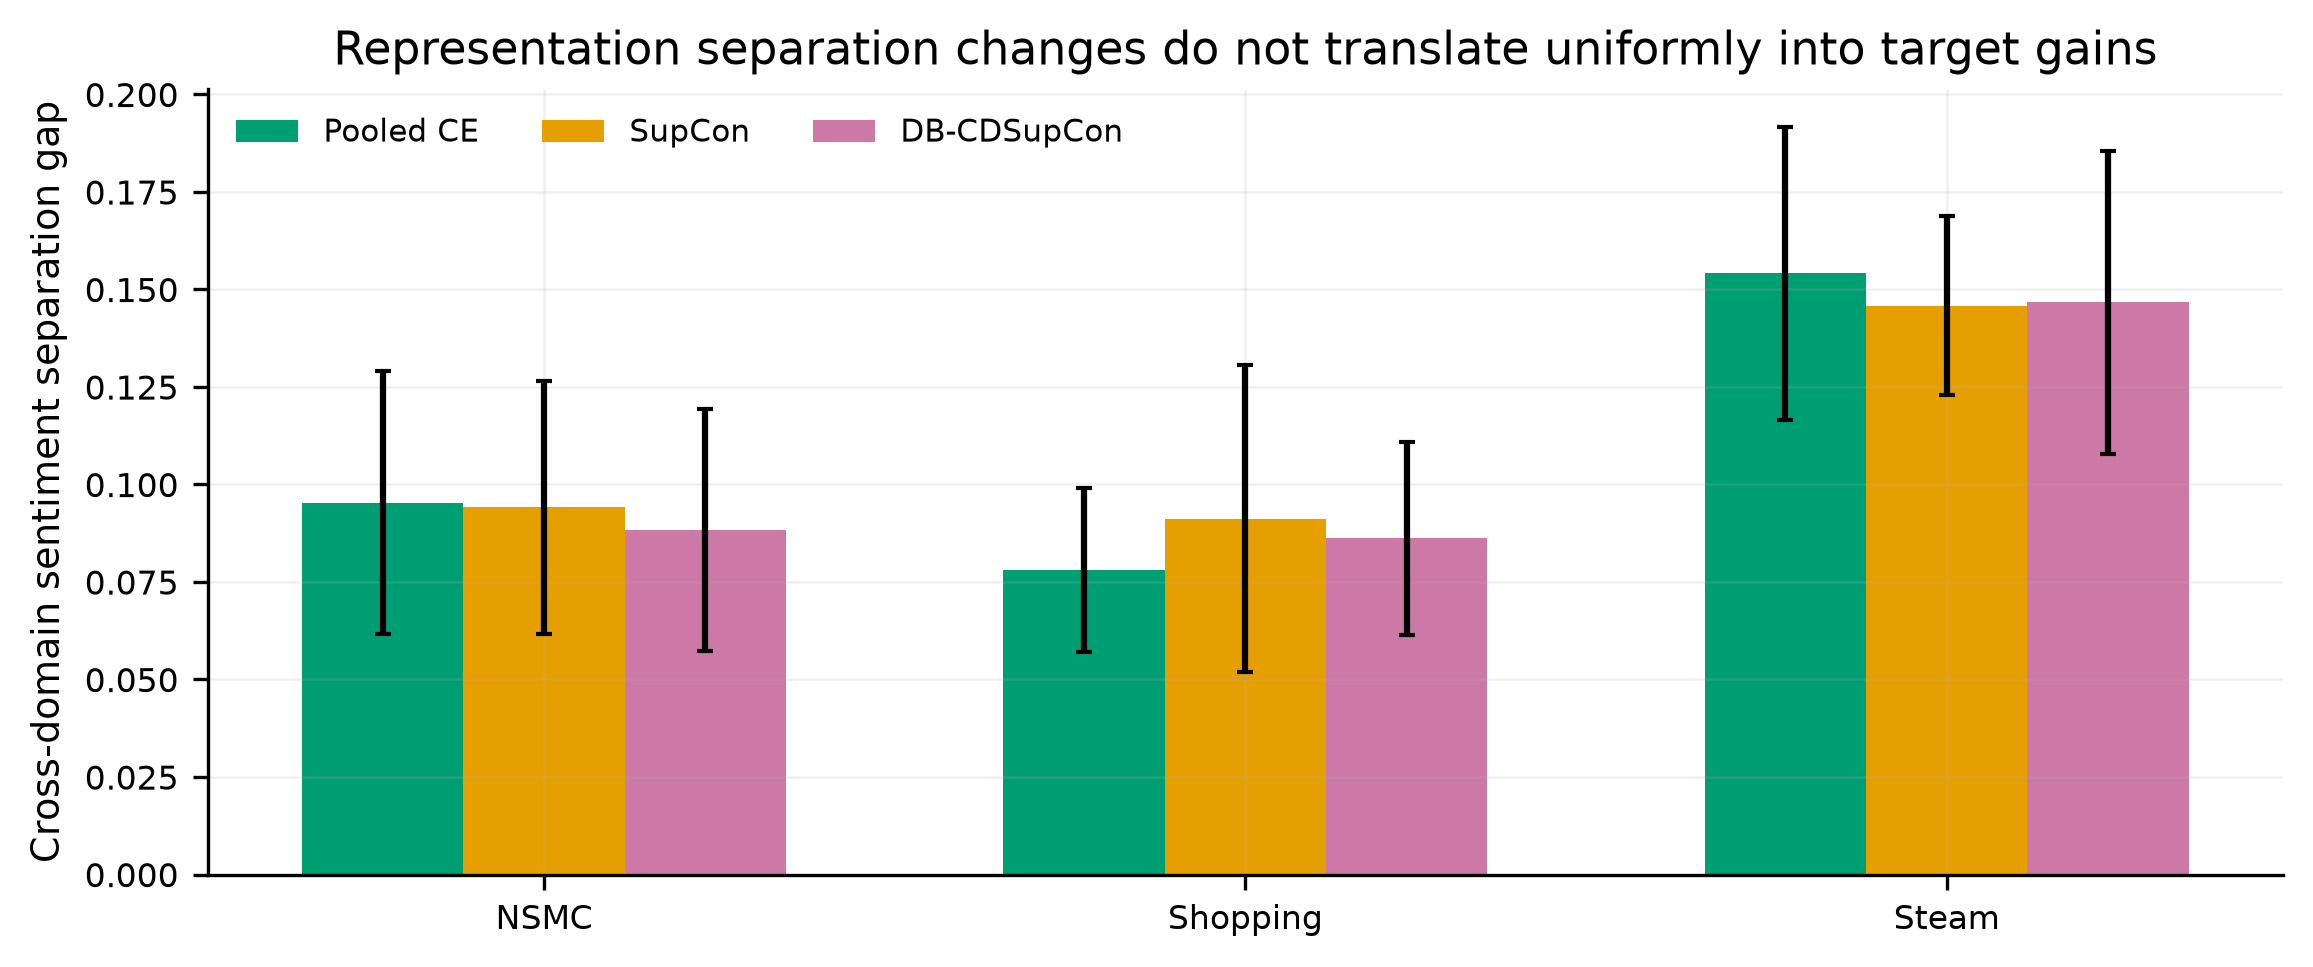 Representation separation changes do not translate uniformly into target gains
Cross-domain sentiment separation gap
0.200
0.175
0.150
0.125
0.100
0.075
0.050
0.025
0.000
Pooled CE
SupCon
DB-CDSupCon
NSMC
Shopping
Steam